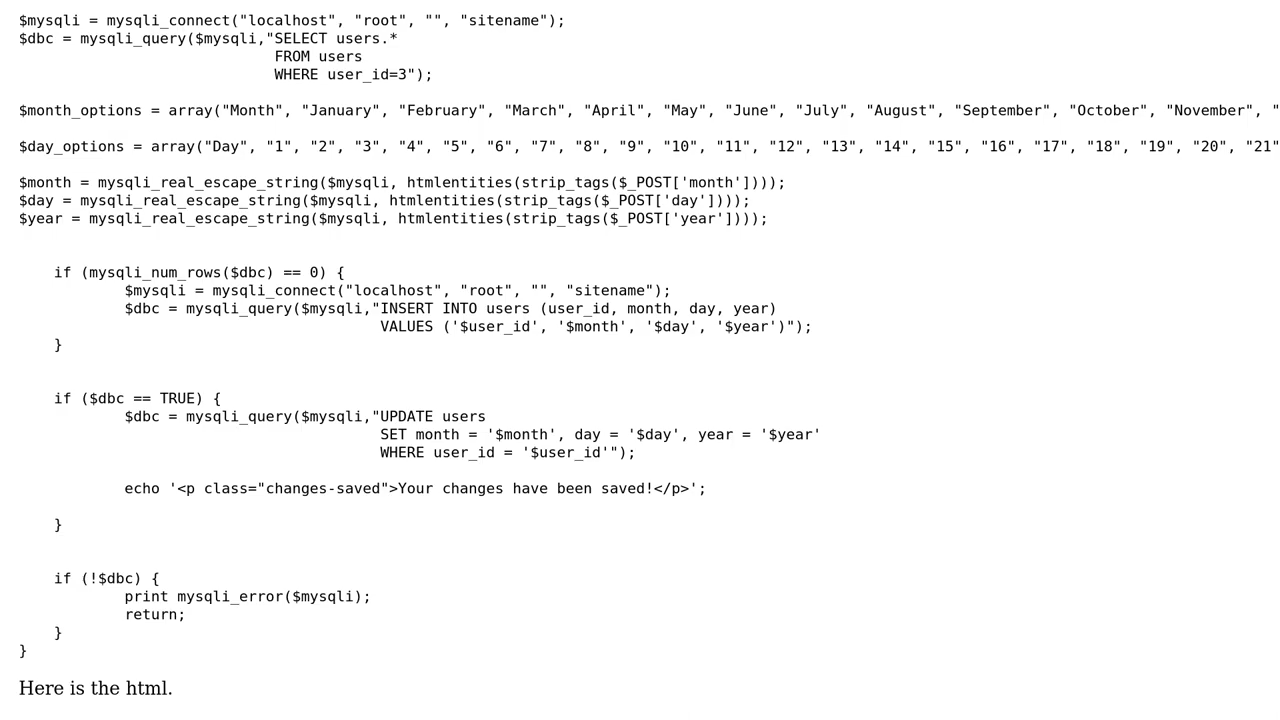 $mysqli = mysqli_connect("localhost", "root", "", "sitename");
$dbc = mysqli_query($mysqli,"SELECT users.*
FROM users
WHERE user_id=3");
$month_options = array("Month", "January", "February", "March", "April", "May", "June", "July", "August", "September", "October", "November", "
$day_options = array("Day", "1", "2", "3", "4", "5", "6", "7", "8", "9", "10", "11", "12", "13", "14", "15", "16", "17", "18", "19", "20", "21"
$month = mysqli_real_escape_string($mysqli, htmlentities(strip_tags($_POST['month'])));
$day = mysqli_real_escape_string($mysqli, htmlentities(strip_tags($_POST['day'])));
$year = mysqli_real_escape_string($mysqli, htmlentities(strip_tags($_POST['year'])));
if (mysqli_num_rows($dbc) == 0) {
$mysqli = mysqli_connect("localhost", "root", "", "sitename");
$dbc = mysqli_query($mysqli,"INSERT INTO users (user_id, month, day, year)
VALUES ('$user_id', '$month', '$day', '$year')");
}
if ($dbc == TRUE) {
$dbc = mysqli_query($mysqli,"UPDATE users
SET month = '$month', day = '$day', year = '$year'
WHERE user_id = '$user_id'");
echo '<p class="changes-saved">Your changes have been saved!</p>';
}
if (!$dbc) {
print mysqli_error($mysqli);
return;
}
}
Here is the html.